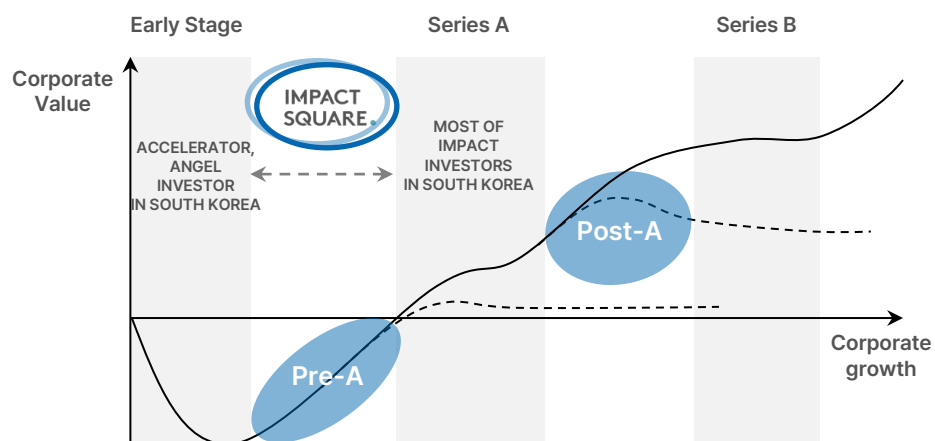 Early Stage
Series A
Series B
Corporate
Value
IMPACT
SQUARE.
ACCELERATOR,
ANGEL
INVESTOR
IN SOUTH KOREA
MOST OF
IMPACT
INVESTORS
IN SOUTH KOREA
Post-A
Pre-A
Corporate
growth